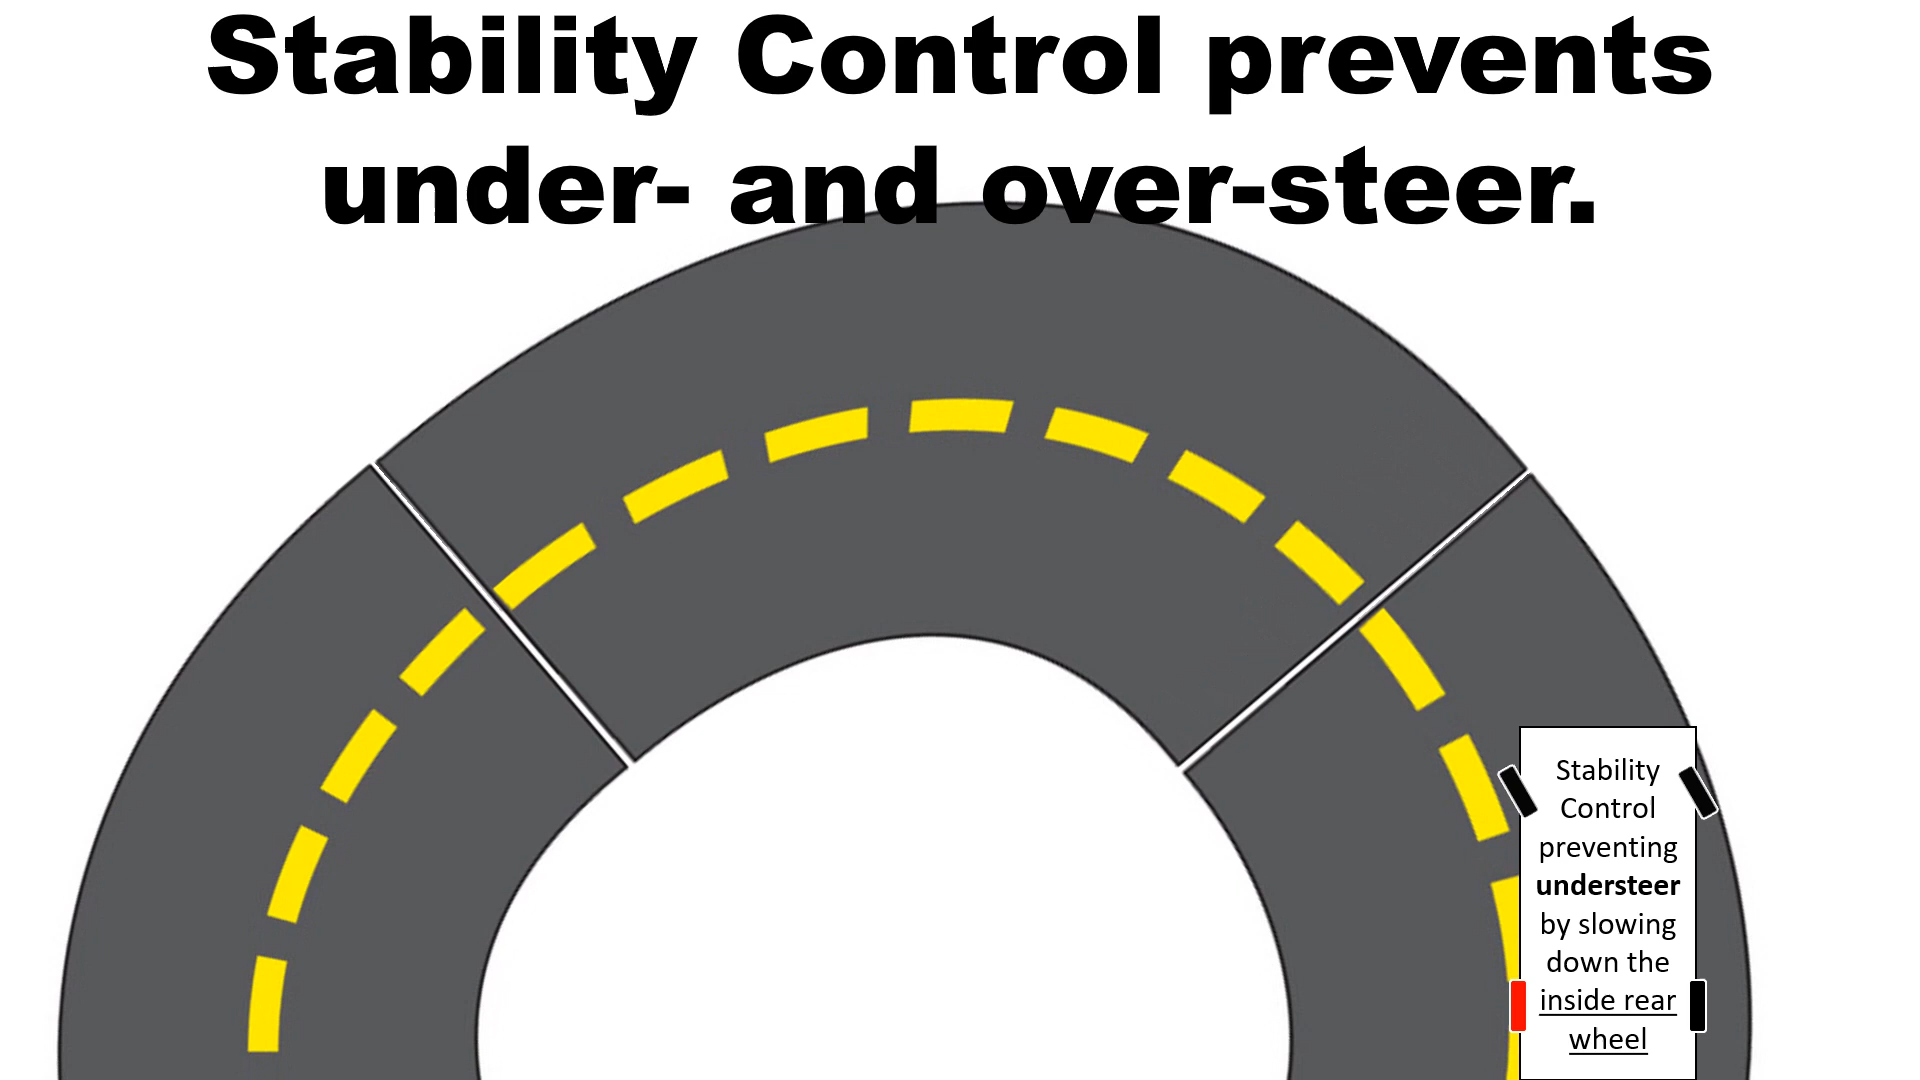 Stability Control prevents
under- and over-steer.
Stability
Control
preventing
understeer
by slowing
down the
inside rear
wheel